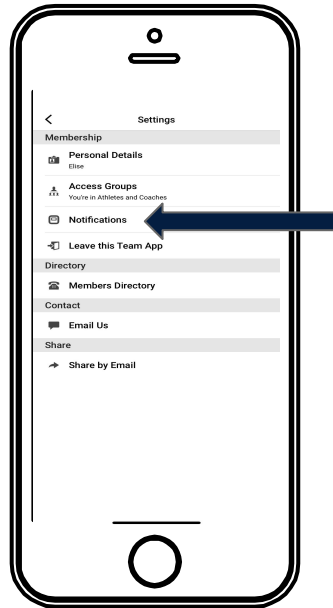 Settings
Membership
Personal Details
Elise
Access Groups
You're in Athletes and Coaches
Notifications
Leave this Team App
Directory
Members Directory
Contact
Email Us
Share
Share by Email